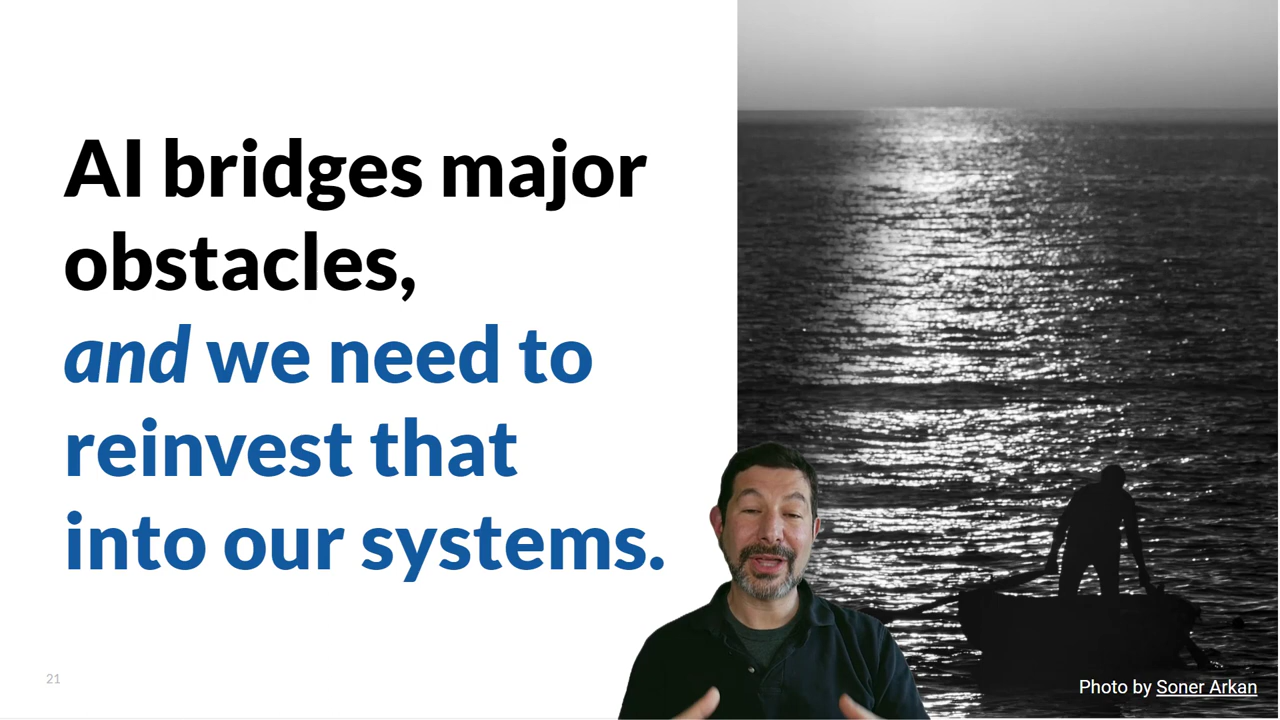 AI bridges major
obstacles,
and we need to
reinvest that
into our systems.
21
Photo by Soner Arkan